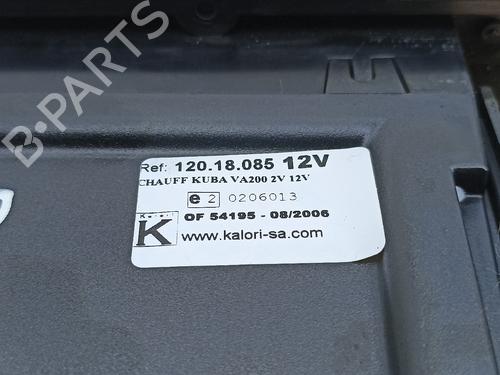 Ref: 120.18.085 12V
CHAUFF KUBA VA200 2V 12V
e 2 0206013
Kalori
K
OF 54195 - 08/2006
www.kalori-sa.com
B-PARTS